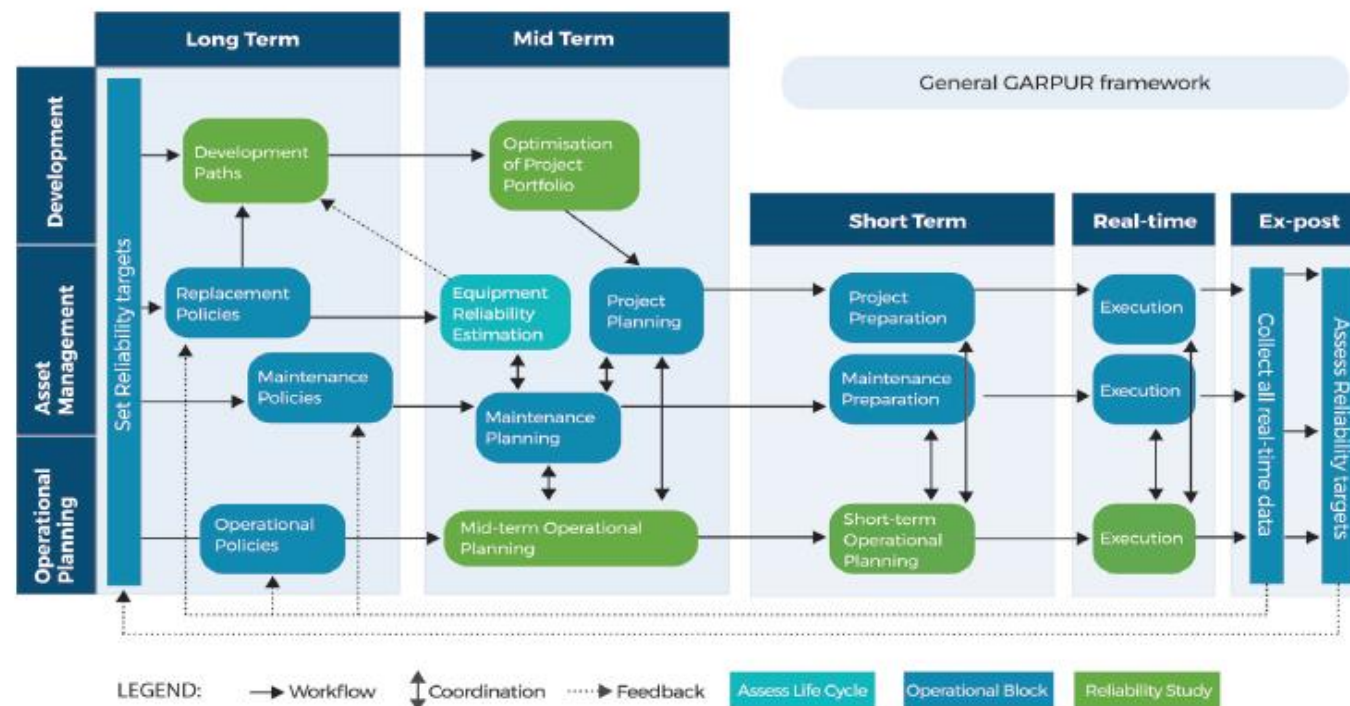 Long Term
Mid Term
General GARPUR framework
Development
Asset
Management
Operational
Planning
Set Reliability targets
Development
Paths
Optimisation
of Project
Portfolio
Short Term
Real-time
Ex-post
Replacement
Policies
Equipment
Reliability
Estimation
Project
Planning
Project
Preparation
Execution
Maintenance
Policies
Maintenance
Planning
Maintenance
Preparation
Execution
Operational
Policies
Mid-term Operational
Planning
Short-term
Operational
Planning
Execution
Collect all real-time data
Assess Reliability targets
LEGEND:
Workflow
Coordination
Feedback
Assess Life Cycle
Operational Block
Reliability Study